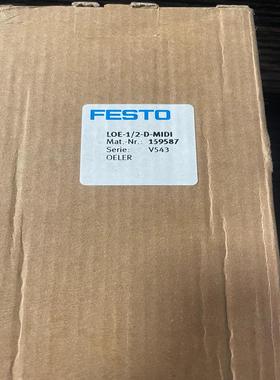 FESTO
LOE-1/2-D-MIDI
Mat.-Nr.: 159587
Serie: V543
OELER